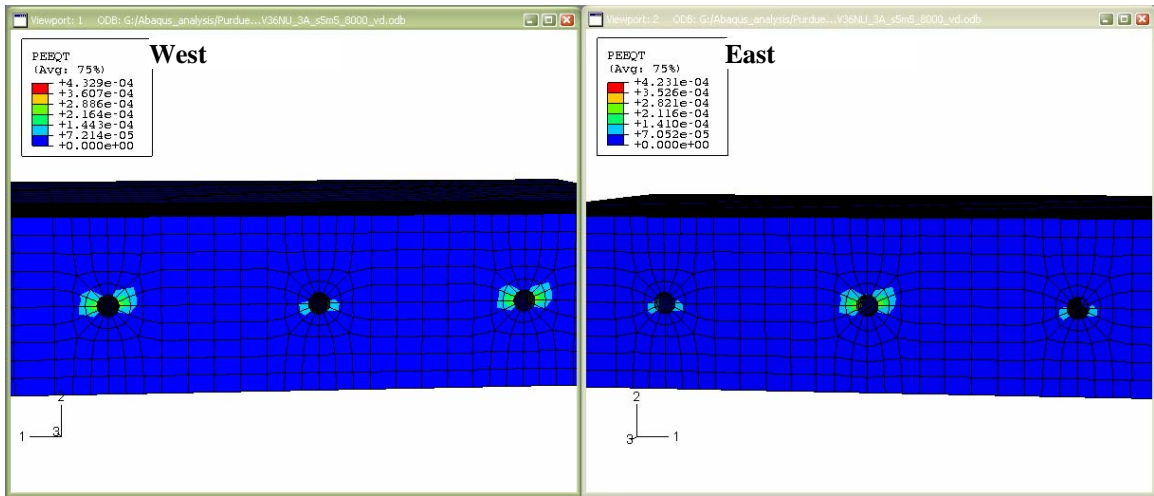 Viewport: 1 ODB: G:/Abaqus_analysis/Purdue...V36NU_3A_s5m5_8000_vd.odb
West
PEEQT
(Avg: 75%)
+4.329e-04
+3.607e-04
+2.886e-04
+2.164e-04
+1.443e-04
+7.214e-05
+0.000e+00
2
1
3
Viewport: 2 ODB: G:/Abaqus_analysis/Purdue...V36NU_3A_s5m5_8000_vd.odb
East
PEEQT
(Avg: 75%)
+4.231e-04
+3.526e-04
+2.821e-04
+2.116e-04
+1.410e-04
+7.052e-05
+0.000e+00
2
3
1